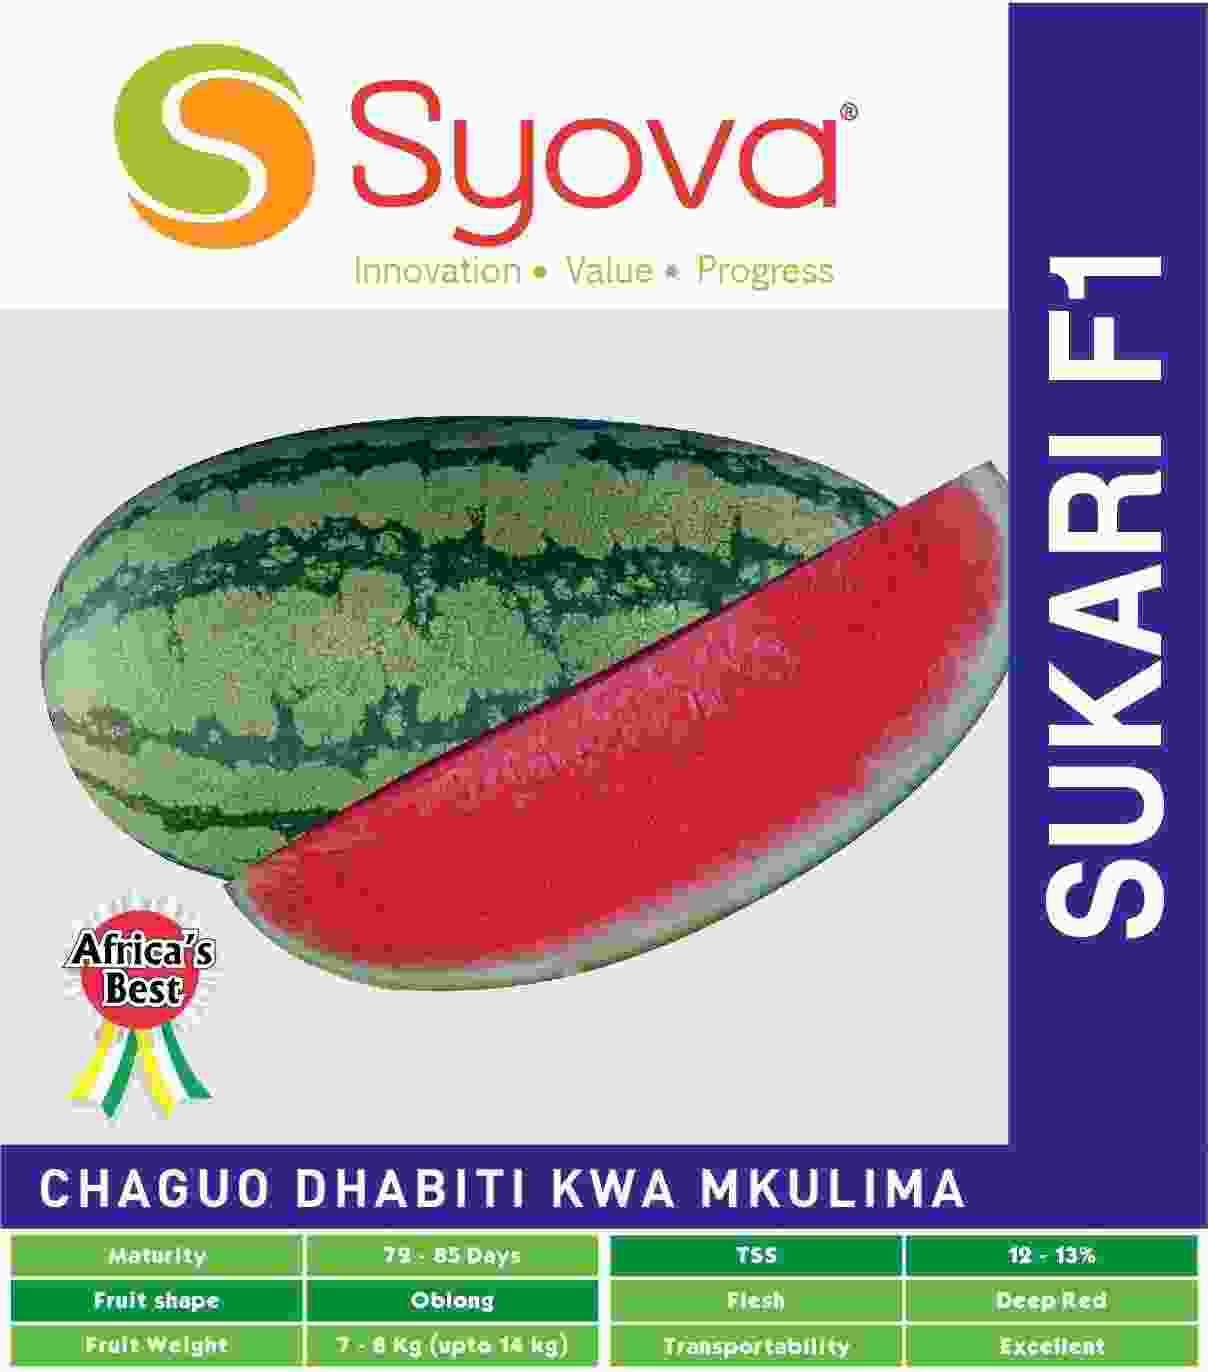 Syova®
Innovation • Value • Progress
SUKARI F1
Africa's
Best
CHAGUO DHABITI KWA MKULIMA
Maturity 79 - 85 Days TSS 12 - 13%
Fruit shape Oblong Flesh Deep Red
Fruit Weight 7 - 8 Kg (upto 14 kg) Transportability Excellent